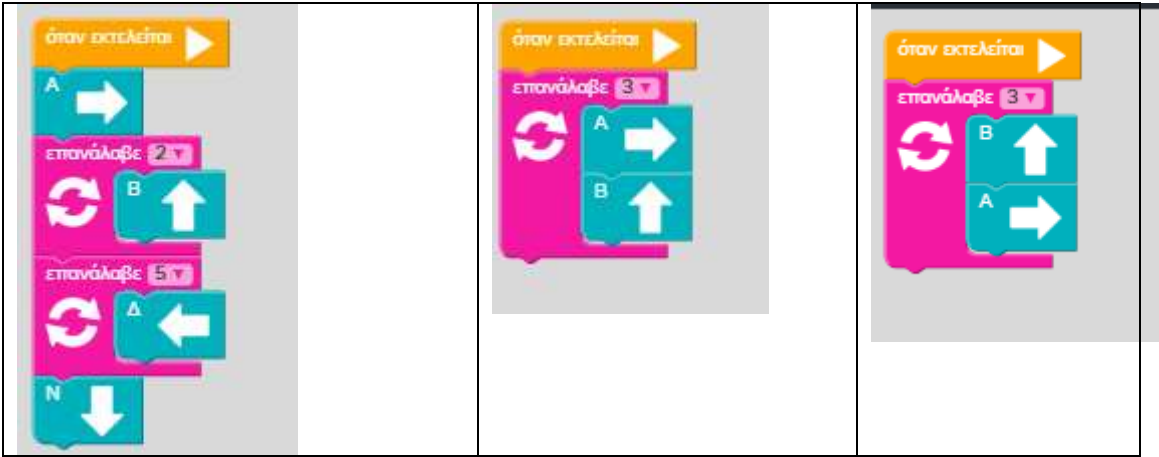 όταν εκτελείται
Α
επανάλαβε 2
Β
επανάλαβε 5
Δ
Ν
όταν εκτελείται
επανάλαβε 3
Α
Β
όταν εκτελείται
επανάλαβε 3
Β
Α